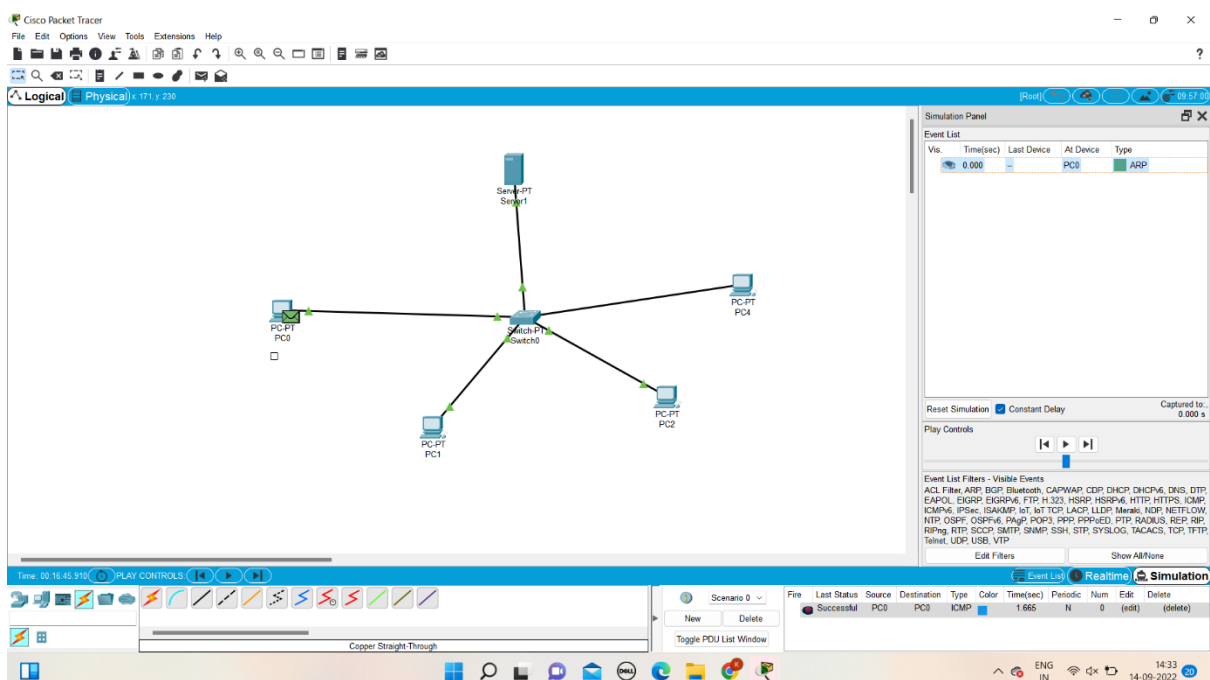 Cisco Packet Tracer
File Edit Options View Tools Extensions Help
?
Logical Physical x: 171, y: 230 [Root] 09:57:00
Server-PT
Server1
PC-PT
PC0
Switch-PT
Switch0
PC-PT
PC4
PC-PT
PC2
PC-PT
PC1
Simulation Panel
Event List
Vis. Time(sec) Last Device At Device Type
0.000 -- PC0 ARP
Reset Simulation Constant Delay Captured to:
0.000 s
Play Controls
Event List Filters - Visible Events
ACL Filter, ARP, BGP, Bluetooth, CAPWAP, CDP, DHCP, DHCPv6, DNS, DTP,
EAPOL, EIGRP, EIGRPv6, FTP, H.323, HSRP, HSRPv6, HTTP, HTTPS, ICMP,
ICMPv6, IPSec, ISAKMP, IoT, IoT TCP, LACP, LLDP, Meraki, NDP, NETFLOW,
NTP, OSPF, OSPFv6, PAgP, POP3, PPP, PPPoED, PTP, RADIUS, REP, RIP,
RIPng, RTP, SCCP, SMTP, SNMP, SSH, STP, SYSLOG, TACACS, TCP, TFTP,
Telnet, UDP, USB, VTP
Edit Filters Show All/None
Time: 00:16:45.910 PLAY CONTROLS: Event List Realtime Simulation
Copper Straight-Through
Scenario 0
New Delete
Toggle PDU List Window
Fire Last Status Source Destination Type Color Time(sec) Periodic Num Edit Delete
Successful PC0 PC0 ICMP 1.665 N 0 (edit) (delete)
DELL
ENG
IN
14:33
14-09-2022
20